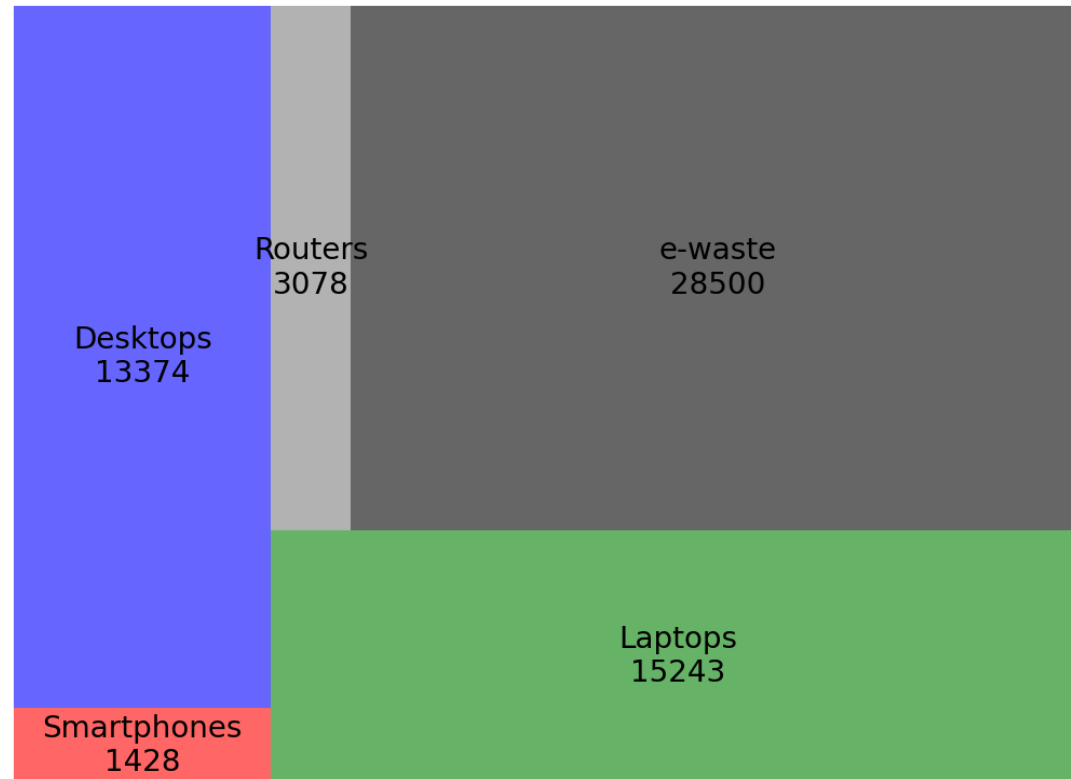 Routers
3078
e-waste
28500
Desktops
13374
Laptops
15243
Smartphones
1428